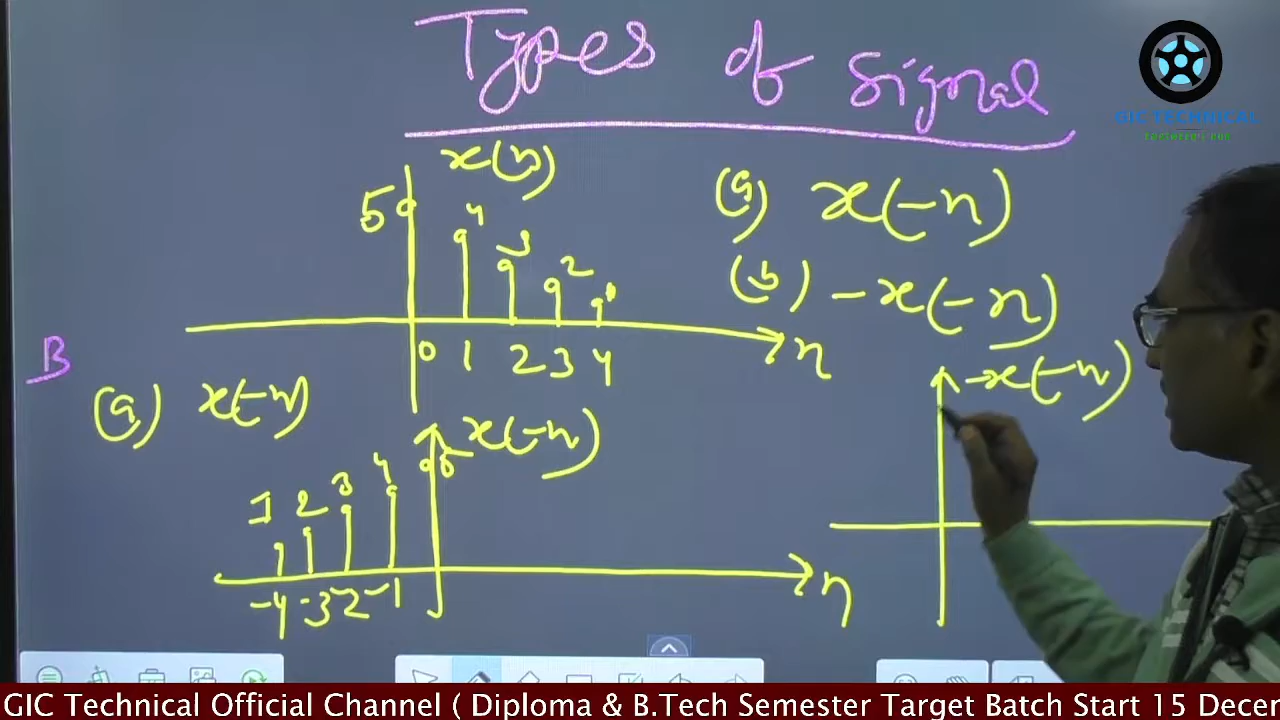 Types of Signal
GIC TECHNICAL
x(n)
5
4
3
2
1
0 1 2 3 4
n
(a) x(-n)
(b) -x(-n)
B
(a) x(-n)
x(-n)
1 2 3 4 5
-4 -3 -2 -1
n
-x(-n)
GIC Technical Official Channel ( Diploma & B.Tech Semester Target Batch Start 15 Decem